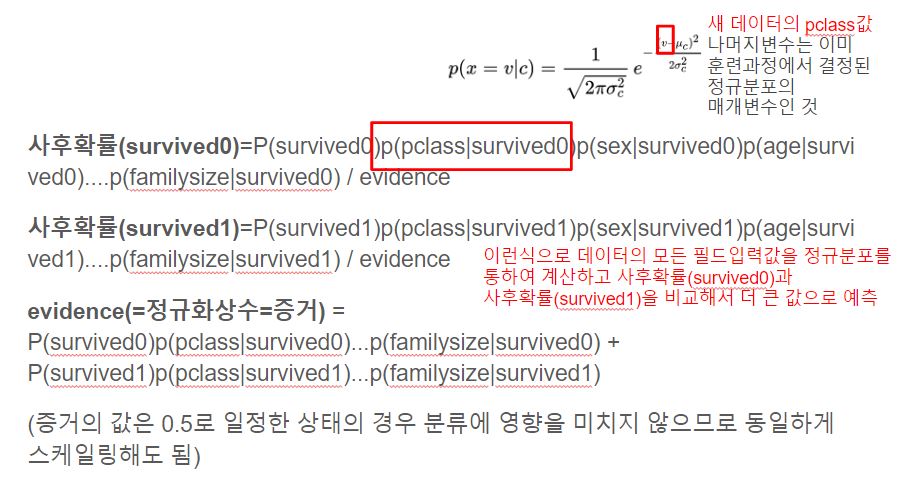 새 데이터의 pclass값
나머지변수는 이미
훈련과정에서 결정된
정규분포의
매개변수인 것
p(x = v|c) = \frac{1}{\sqrt{2πσ_c^2}} e^{-\frac{(v-μ_c)^2}{2σ_c^2}}
사후확률(survived0)=P(survived0)p(pclass|survived0)p(sex|survived0)p(age|survi
ved0)....p(familysize|survived0) / evidence
사후확률(survived1)=P(survived1)p(pclass|survived1)p(sex|survived1)p(age|survi
ved1)....p(familysize|survived1) / evidence
이런식으로 데이터의 모든 필드입력값을 정규분포를
통하여 계산하고 사후확률(survived0)과
사후확률(survived1)을 비교해서 더 큰 값으로 예측
evidence(=정규화상수=증거) =
P(survived0)p(pclass|survived0)...p(familysize|survived0) +
P(survived1)p(pclass|survived1)...p(familysize|survived1)
(증거의 값은 0.5로 일정한 상태의 경우 분류에 영향을 미치지 않으므로 동일하게
스케일링해도 됨)